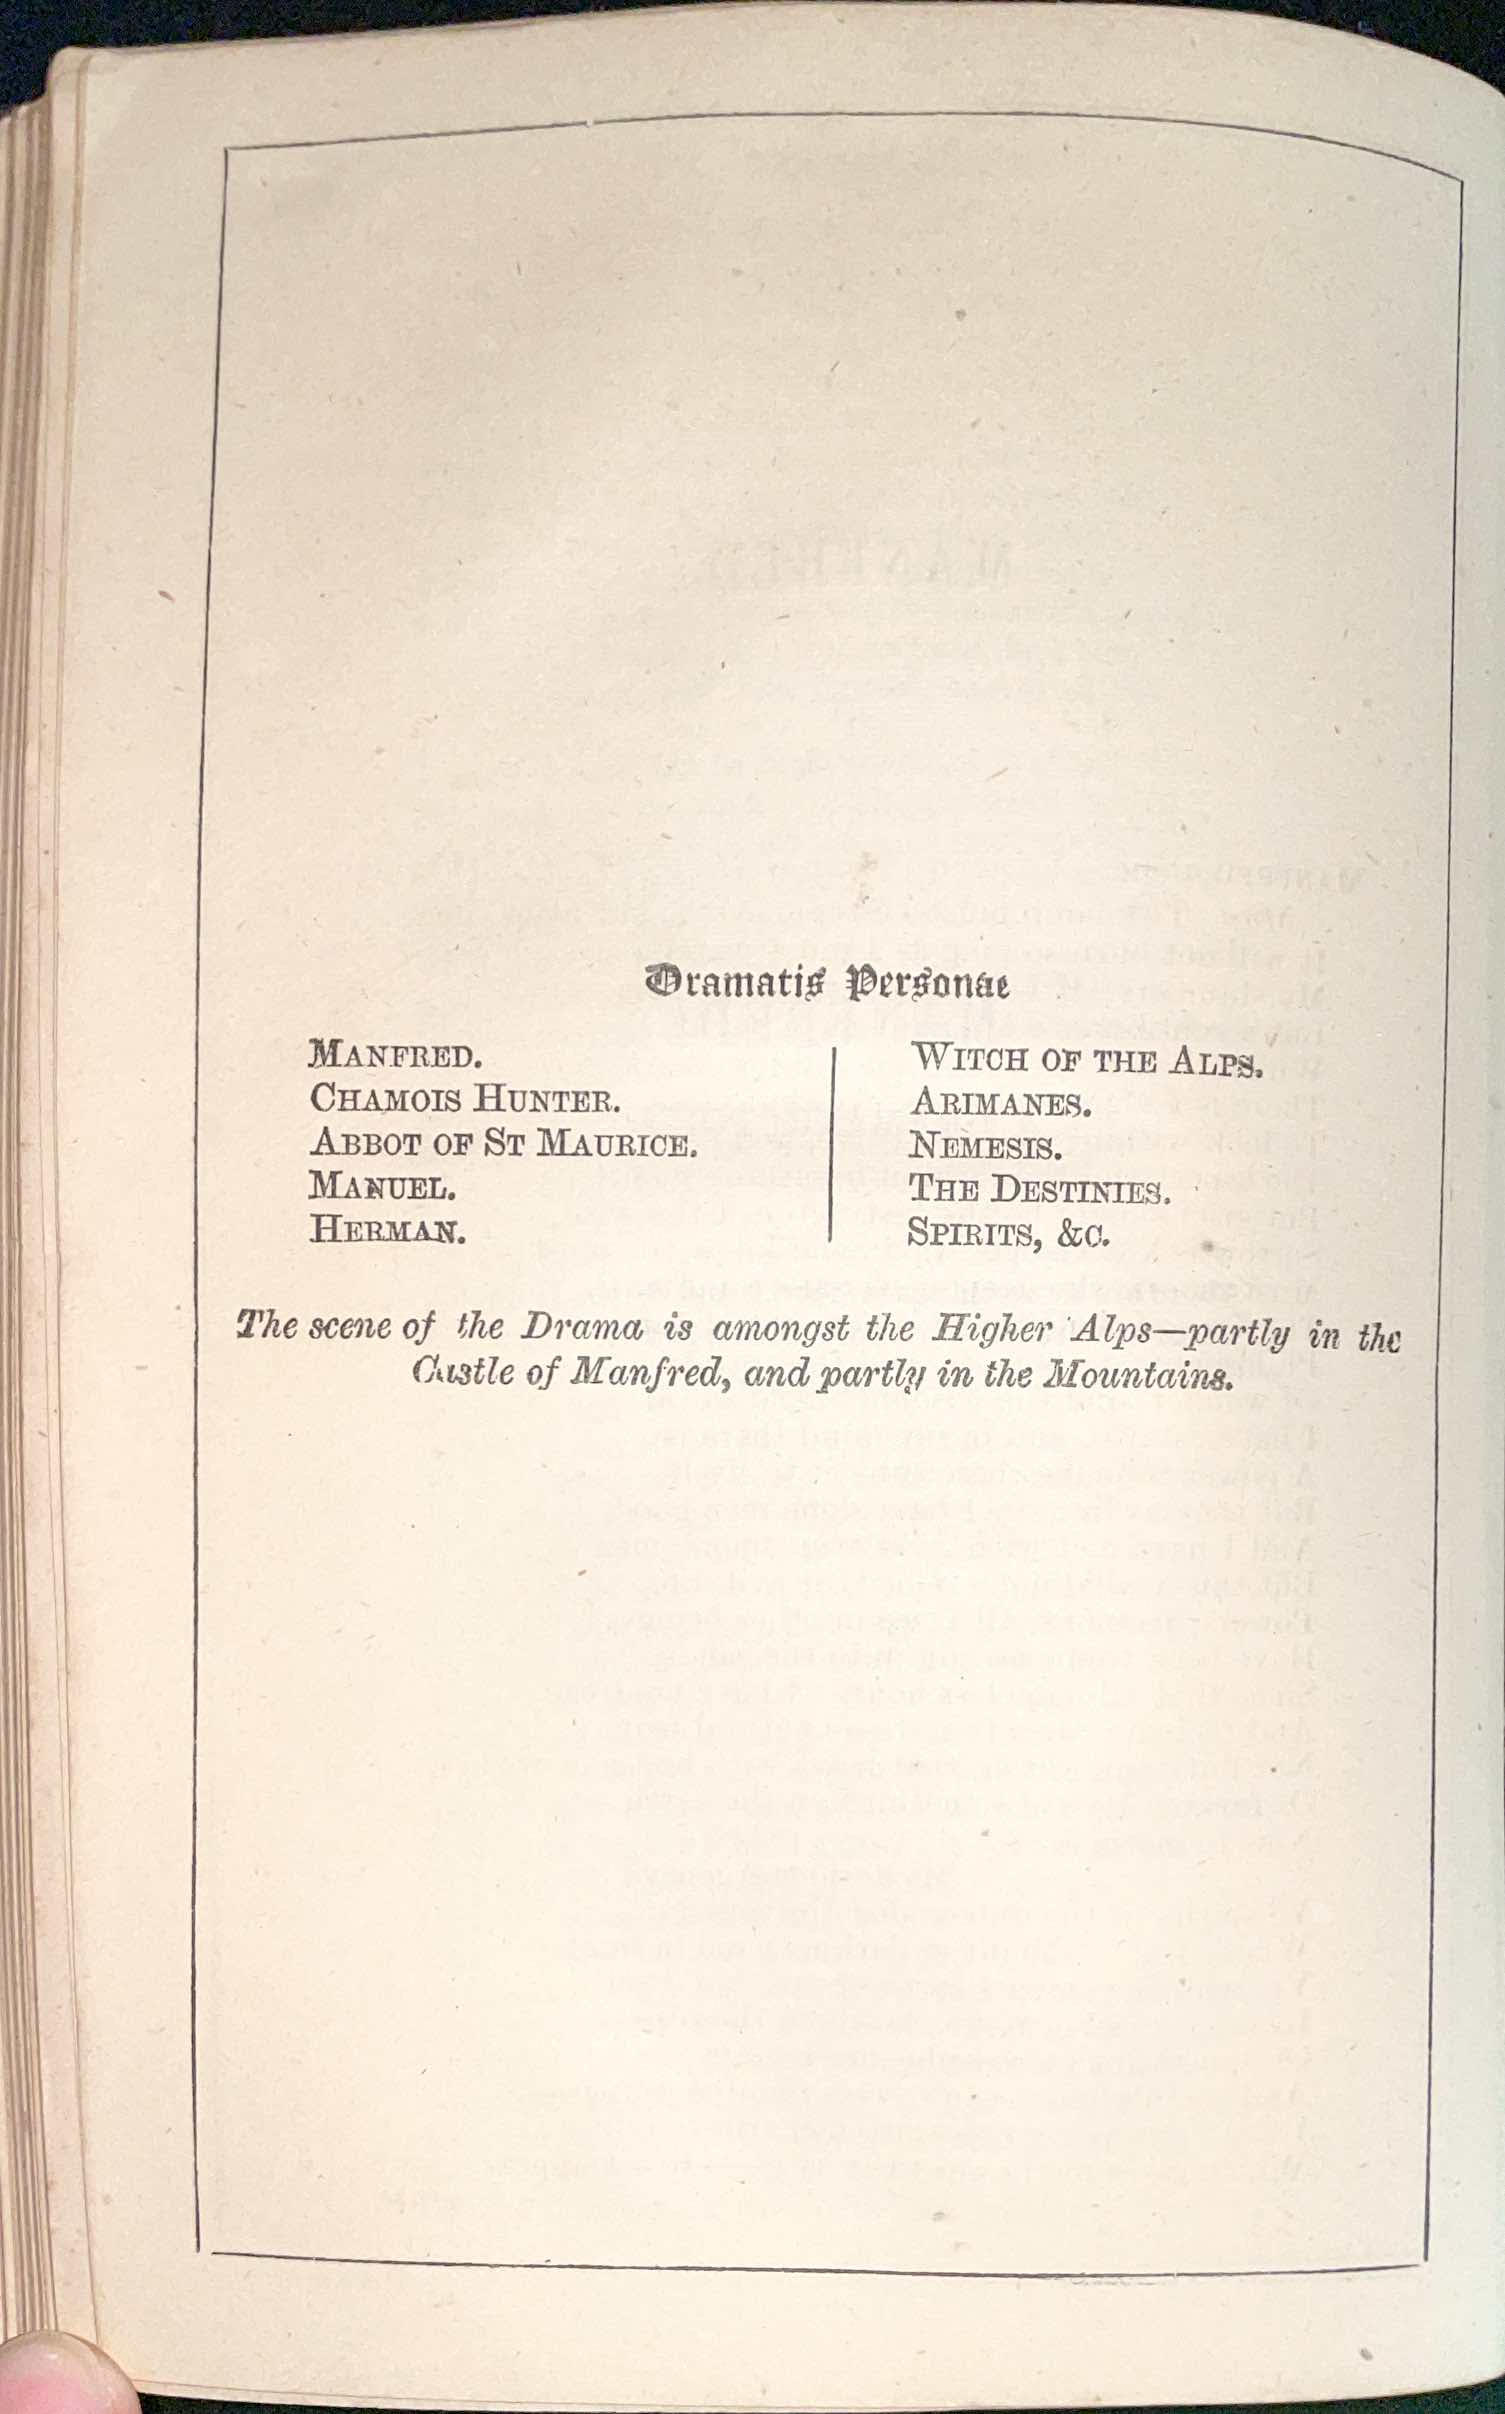 Dramatis Personae
MANFRED.
CHAMOIS HUNTER.
ABBOT OF ST MAURICE.
MANUEL.
HERMAN.
WITCH OF THE ALPS.
ARIMANES.
NEMESIS.
THE DESTINIES.
SPIRITS, &C.
The scene of the Drama is amongst the Higher Alps—partly in the
Castle of Manfred, and partly in the Mountains.